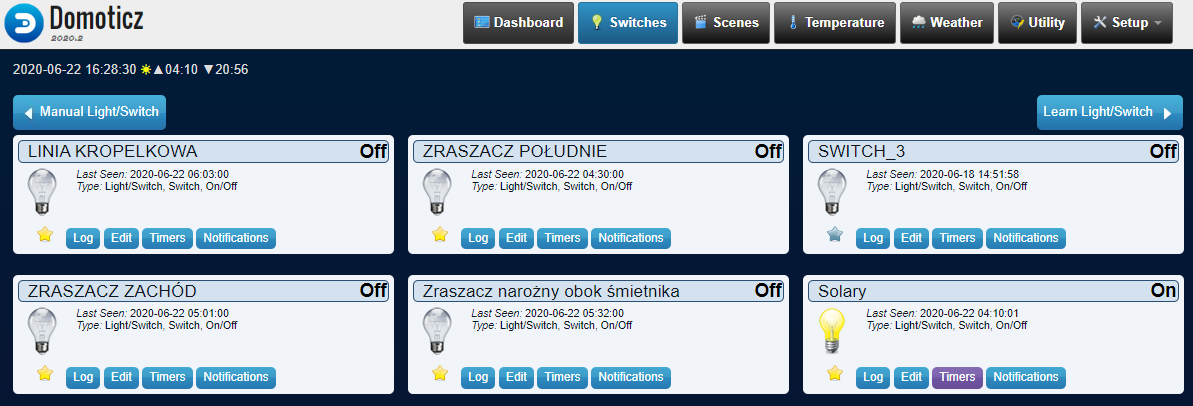 Domoticz
2020.2
Dashboard Switches Scenes Temperature Weather Utility Setup
2020-06-22 16:28:30 ☀▲04:10 ▼20:56
Manual Light/Switch
Learn Light/Switch
LINIA KROPELKOWA Off
Last Seen: 2020-06-22 06:03:00
Type: Light/Switch, Switch, On/Off
Log Edit Timers Notifications
ZRASZACZ POŁUDNIE Off
Last Seen: 2020-06-22 04:30:00
Type: Light/Switch, Switch, On/Off
Log Edit Timers Notifications
SWITCH_3 Off
Last Seen: 2020-06-18 14:51:58
Type: Light/Switch, Switch, On/Off
Log Edit Timers Notifications
ZRASZACZ ZACHÓD Off
Last Seen: 2020-06-22 05:01:00
Type: Light/Switch, Switch, On/Off
Log Edit Timers Notifications
Zraszacz narożny obok śmietnika Off
Last Seen: 2020-06-22 05:32:00
Type: Light/Switch, Switch, On/Off
Log Edit Timers Notifications
Solary On
Last Seen: 2020-06-22 04:10:01
Type: Light/Switch, Switch, On/Off
Log Edit Timers Notifications